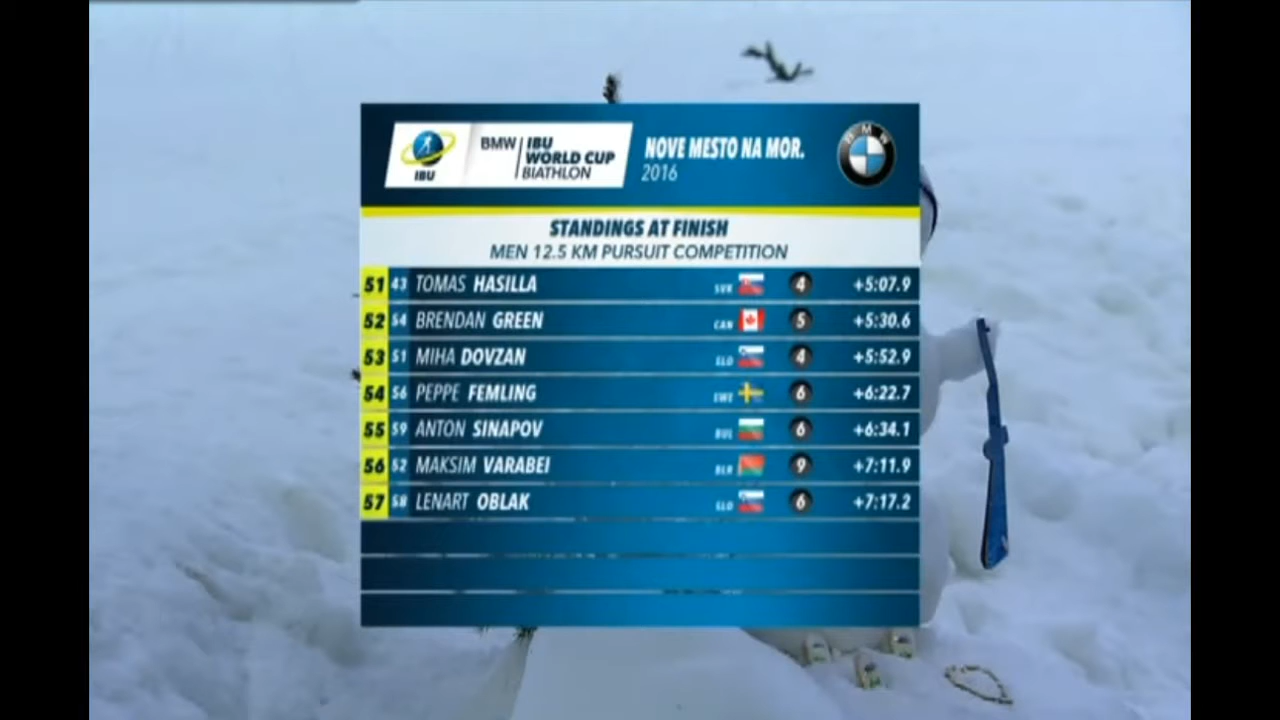 BMW IBU
WORLD CUP
BIATHLON
IBU
NOVE MESTO NA MOR.
2016
BMW
STANDINGS AT FINISH
MEN 12.5 KM PURSUIT COMPETITION
51 43 TOMAS HASILLA SVK 4 +5:07.9
52 54 BRENDAN GREEN CAN 5 +5:30.6
53 51 MIHA DOVZAN SLO 4 +5:52.9
54 56 PEPPE FEMLING SWE 6 +6:22.7
55 59 ANTON SINAPOV BUL 6 +6:34.1
56 52 MAKSIM VARABEI BLR 9 +7:11.9
57 58 LENART OBLAK SLO 6 +7:17.2